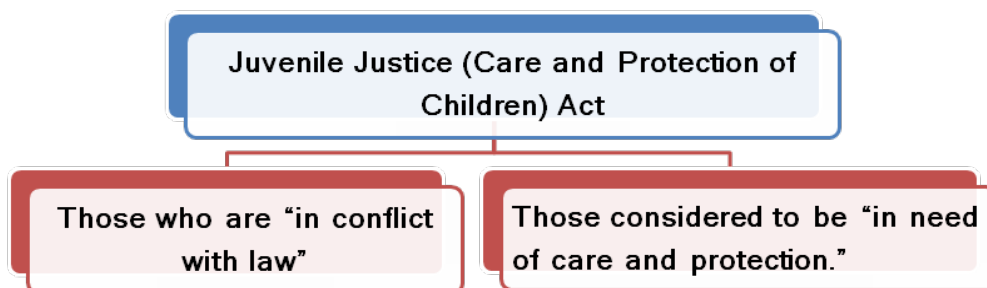 Juvenile Justice (Care and Protection of
Children) Act
Those who are “in conflict
with law”
Those considered to be “in need
of care and protection.”